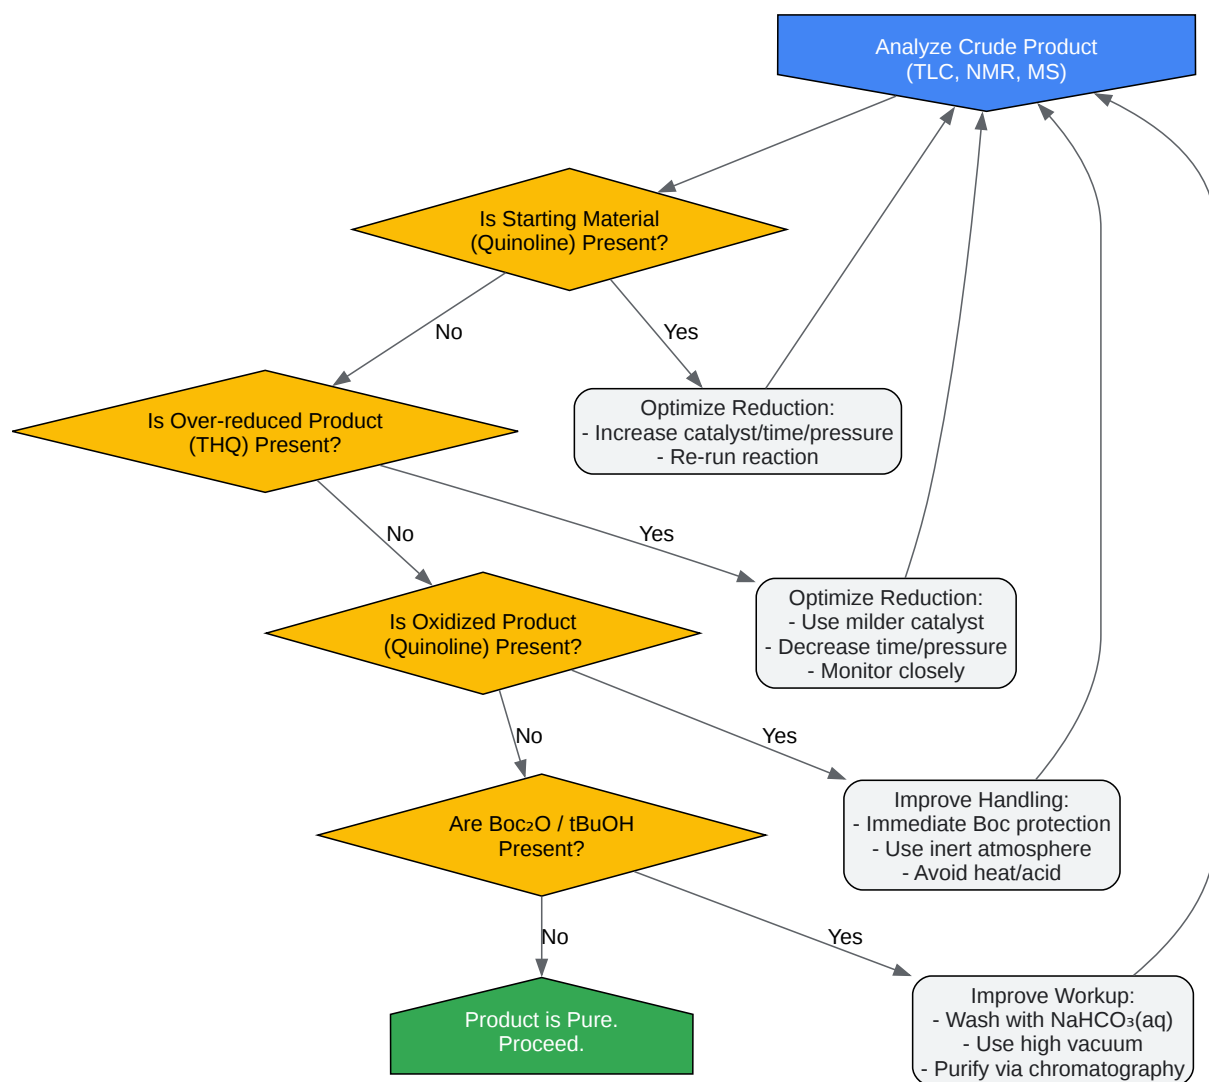 Analyze Crude Product
(TLC, NMR, MS)
Is Starting Material
(Quinoline) Present?
No
Yes
Optimize Reduction:
- Increase catalyst/time/pressure
- Re-run reaction
Is Over-reduced Product
(THQ) Present?
No
Yes
Optimize Reduction:
- Use milder catalyst
- Decrease time/pressure
- Monitor closely
Is Oxidized Product
(Quinoline) Present?
No
Yes
Improve Handling:
- Immediate Boc protection
- Use inert atmosphere
- Avoid heat/acid
Are Boc₂O / tBuOH
Present?
No
Yes
Improve Workup:
- Wash with NaHCO₃(aq)
- Use high vacuum
- Purify via chromatography
Product is Pure.
Proceed.